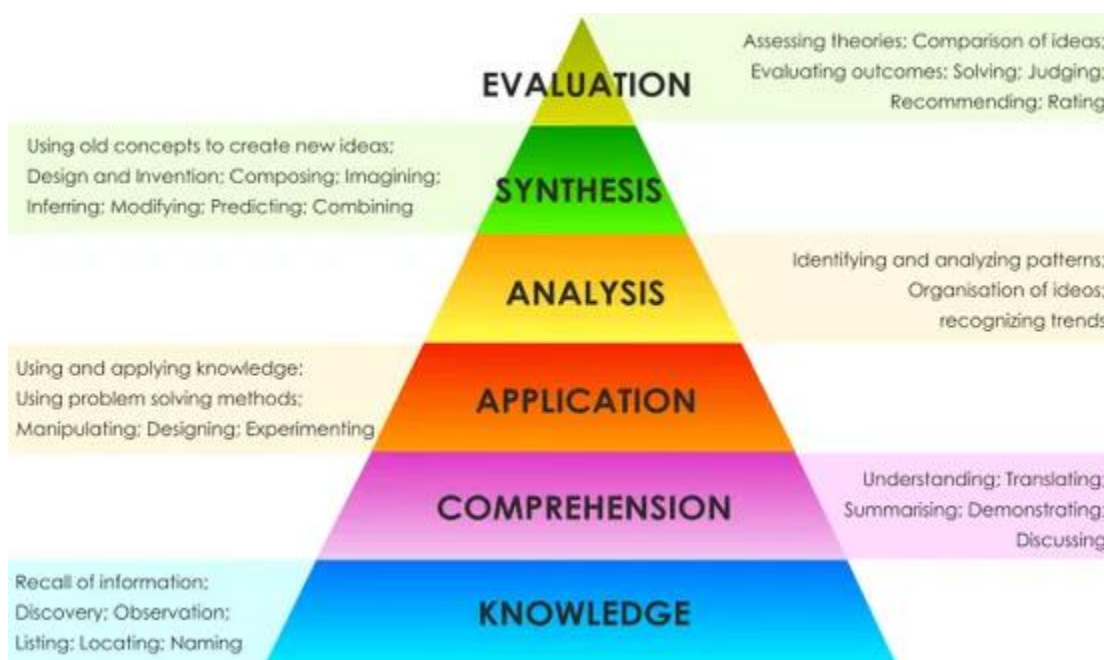 EVALUATION
Assessing theories; Comparison of ideas;
Evaluating outcomes; Solving; Judging;
Recommending; Rating
Using old concepts to create new ideas;
Design and Invention; Composing; Imagining;
Inferring; Modifying; Predicting; Combining
SYNTHESIS
ANALYSIS
Identifying and analyzing patterns;
Organisation of ideas;
recognizing trends
Using and applying knowledge;
Using problem solving methods;
Manipulating; Designing; Experimenting
APPLICATION
COMPREHENSION
Understanding; Translating;
Summarising; Demonstrating;
Discussing
Recall of information;
Discovery; Observation;
Listing; Locating; Naming
KNOWLEDGE